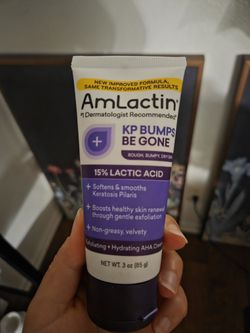 NEW IMPROVED FORMULA,
SAME TRANSFORMATIVE RESULTS
AmLactin®
#1 Dermatologist Recommended
KP BUMPS
BE GONE
ROUGH, BUMPY, DRY SKIN
15% LACTIC ACID
+ Softens & smooths
Keratosis Pilaris
+ Boosts healthy skin renewal
through gentle exfoliation
+ Non-greasy, velvety
Exfoliating + Hydrating AHA Cream
NET WT. 3 oz (85 g)